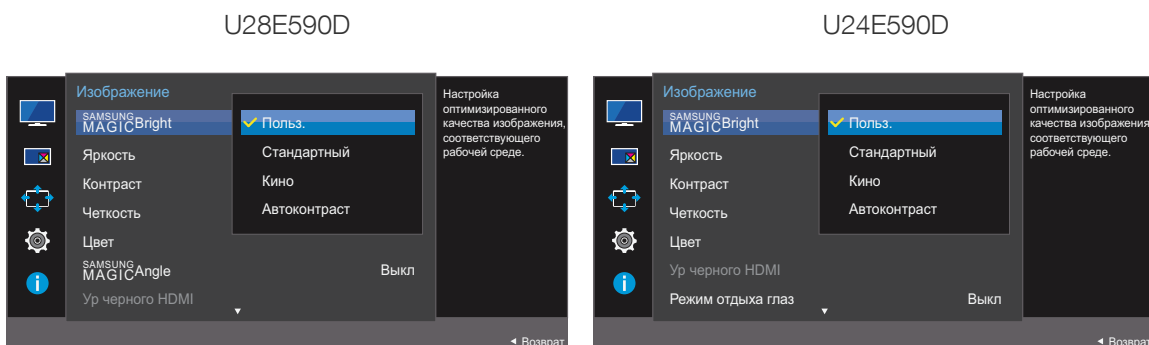 U28E590D
Изображение
SAMSUNG
MAGIC Bright
Яркость
Контраст
Четкость
Цвет
SAMSUNG
MAGIC Angle
Выкл
Ур черного HDMI
Польз.
Стандартный
Кино
Автоконтраст
Настройка
оптимизированного
качества изображения,
соответствующего
рабочей среде.
Возврат
U24E590D
Изображение
SAMSUNG
MAGIC Bright
Яркость
Контраст
Четкость
Цвет
Ур черного HDMI
Режим отдыха глаз
Выкл
Польз.
Стандартный
Кино
Автоконтраст
Настройка
оптимизированного
качества изображения
соответствующего
рабочей среде.
Возврат